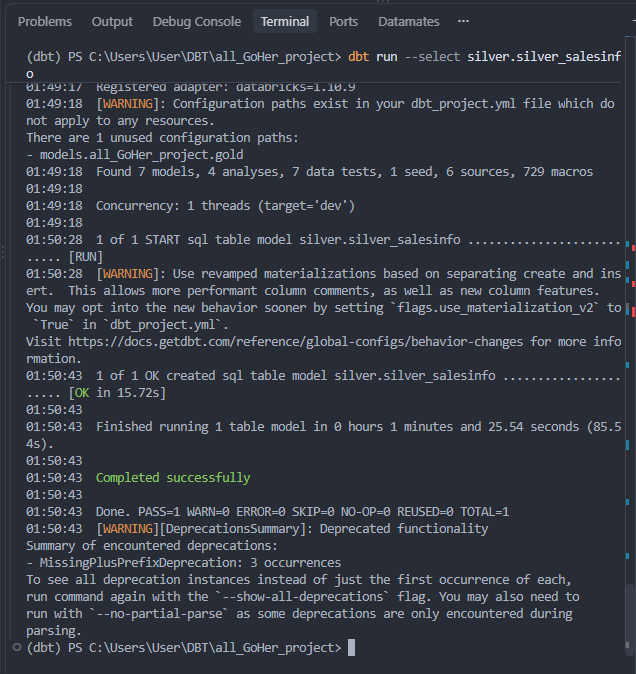 Problems Output Debug Console Terminal Ports Datamates ...
(dbt) PS C:\Users\User\DBT\all_GoHer_project> dbt run --select silver.silver_salesinf
o
01:49:17  Registered adapter: databricks=1.10.9
01:49:18  [WARNING]: Configuration paths exist in your dbt_project.yml file which do
not apply to any resources.
There are 1 unused configuration paths:
- models.all_GoHer_project.gold
01:49:18  Found 7 models, 4 analyses, 7 data tests, 1 seed, 6 sources, 729 macros
01:49:18
01:49:18  Concurrency: 1 threads (target='dev')
01:49:18
01:50:28  1 of 1 START sql table model silver.silver_salesinfo .......................
..... [RUN]
01:50:28  [WARNING]: Use revamped materializations based on separating create and ins
ert.  This allows more performant column comments, as well as new column features.
You may opt into the new behavior sooner by setting `flags.use_materialization_v2` to
`True` in `dbt_project.yml`.
Visit https://docs.getdbt.com/reference/global-configs/behavior-changes for more info
rmation.
01:50:43  1 of 1 OK created sql table model silver.silver_salesinfo ..................
..... [OK in 15.72s]
01:50:43
01:50:43  Finished running 1 table model in 0 hours 1 minutes and 25.54 seconds (85.5
4s).
01:50:43
01:50:43  Completed successfully
01:50:43
01:50:43  Done. PASS=1 WARN=0 ERROR=0 SKIP=0 NO-OP=0 REUSED=0 TOTAL=1
01:50:43  [WARNING][DeprecationsSummary]: Deprecated functionality
Summary of encountered deprecations:
- MissingPlusPrefixDeprecation: 3 occurrences
To see all deprecation instances instead of just the first occurrence of each,
run command again with the `--show-all-deprecations` flag. You may also need to
run with `--no-partial-parse` as some deprecations are only encountered during
parsing.
(dbt) PS C:\Users\User\DBT\all_GoHer_project>